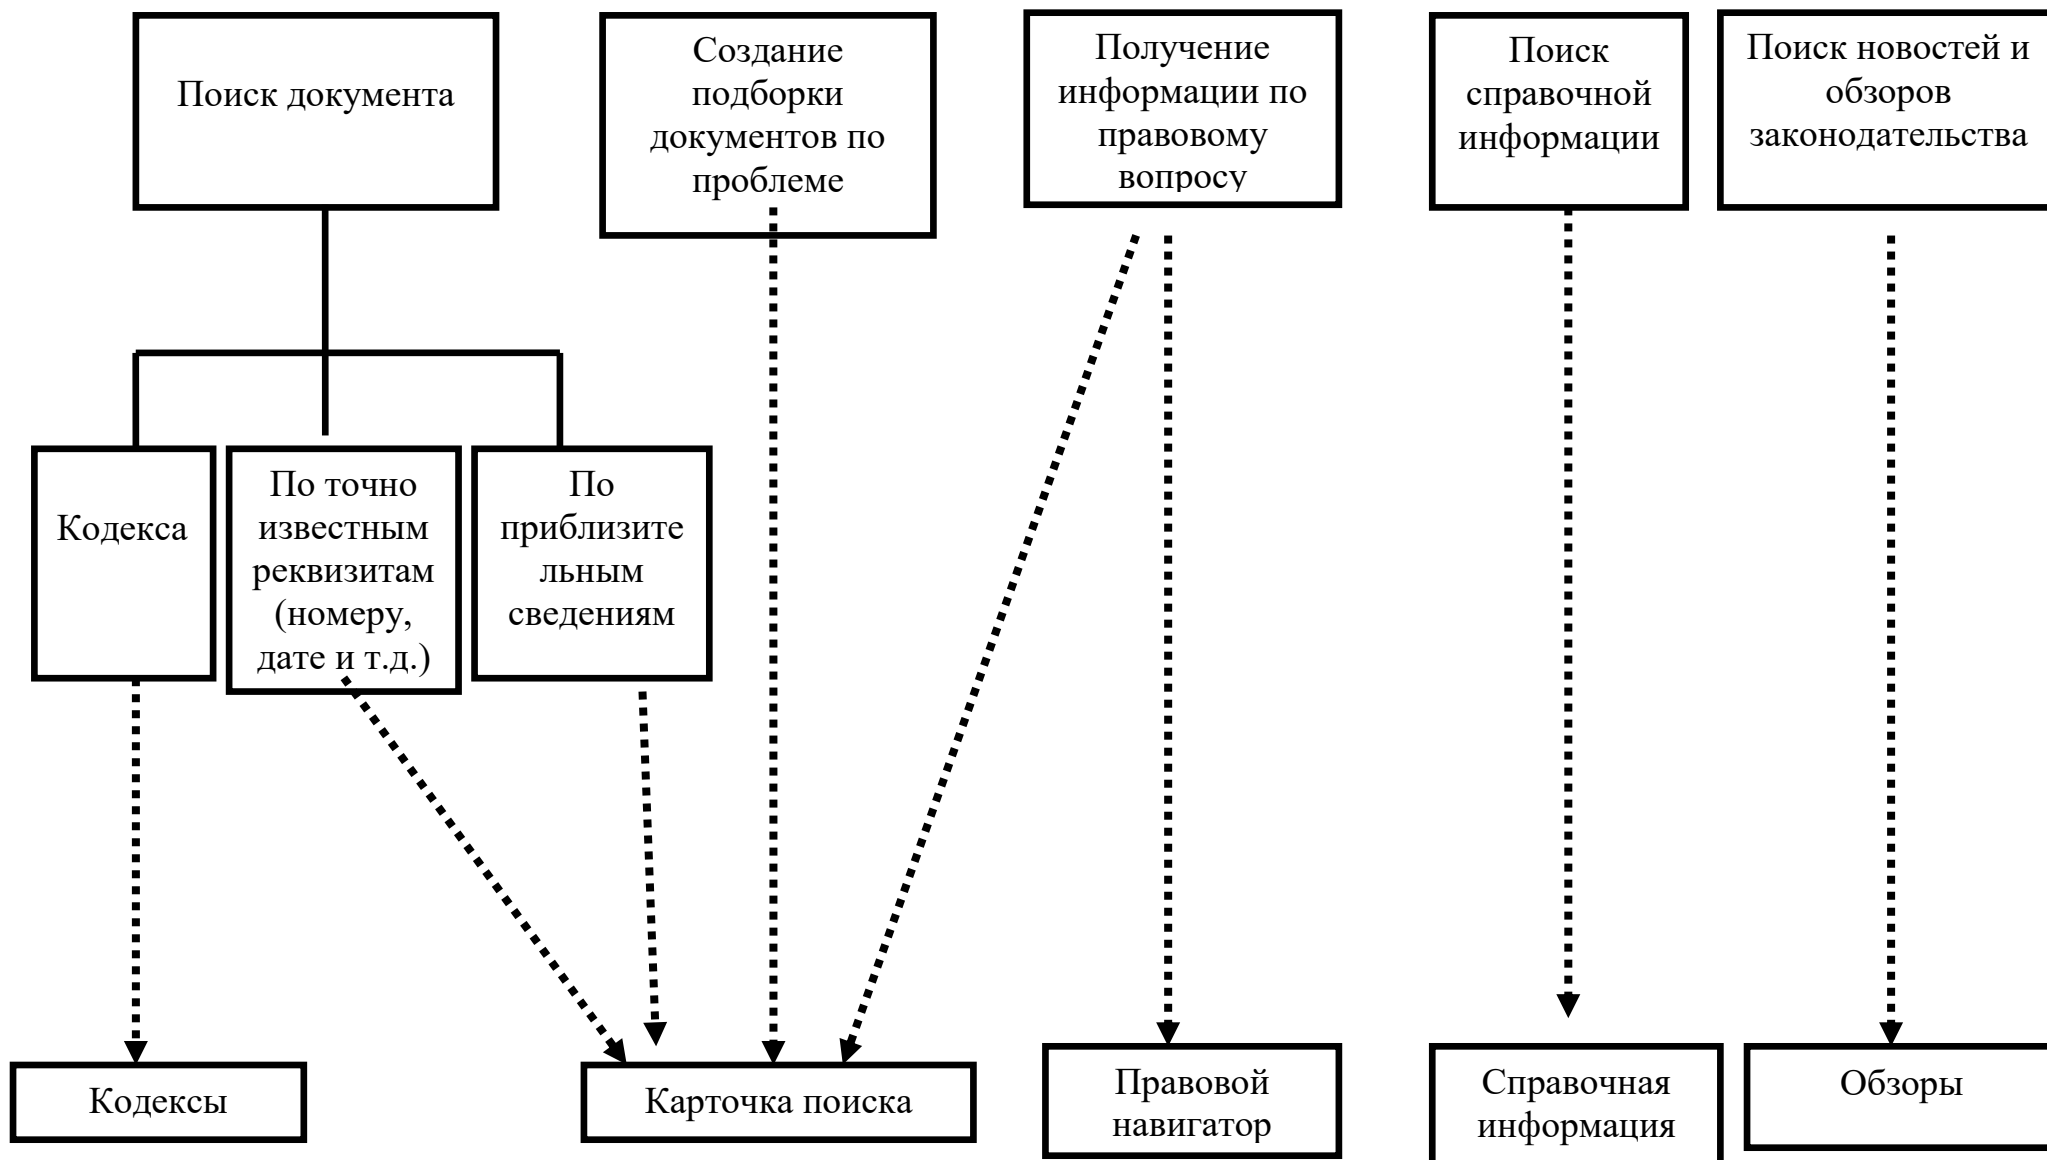 Поиск документа
Создание
подборки
документов по
проблеме
Получение
информации по
правовому
вопросу
Поиск
справочной
информации
Поиск новостей и
обзоров
законодательства
Кодекса
По точно
известным
реквизитам
(номеру,
дате и т.д.)
По
приблизите
льным
сведениям
Кодексы
Карточка поиска
Правовой
навигатор
Справочная
информация
Обзоры